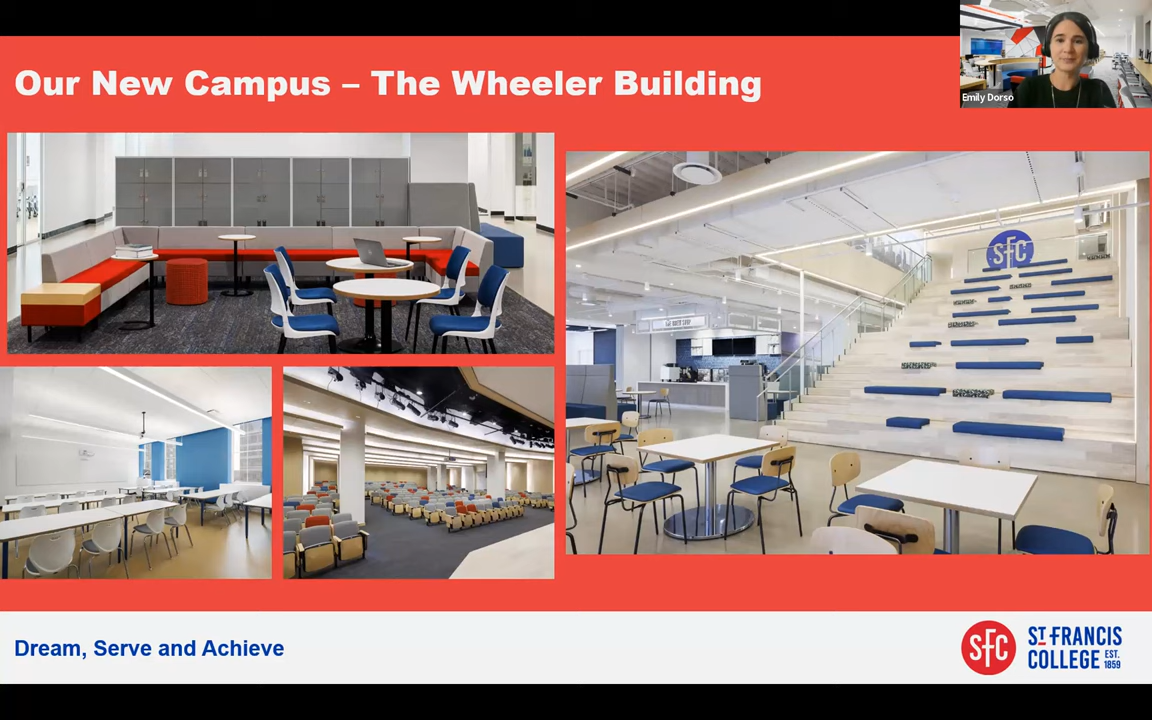 Our New Campus – The Wheeler Building
Emily Dorso
SFC
Dream, Serve and Achieve
SFC
ST. FRANCIS
COLLEGE
EST.
1859